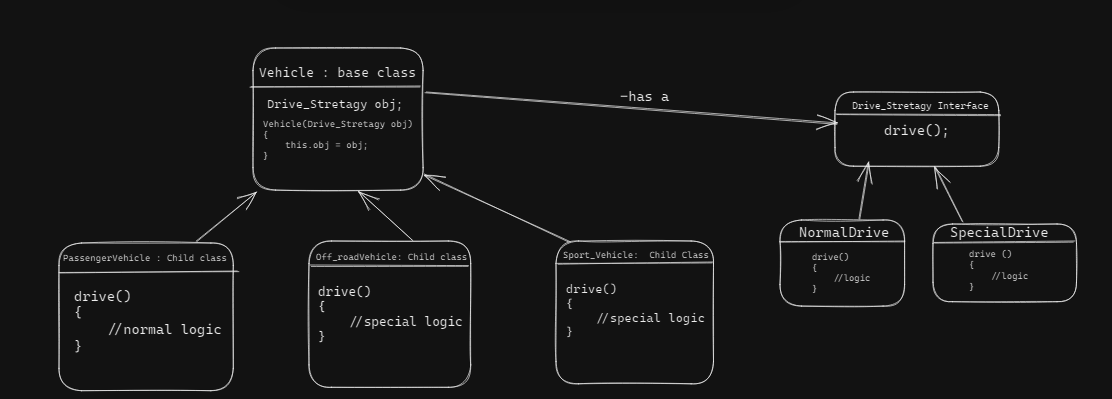 Vehicle : base class
Drive_Stretagy obj;
Vehicle(Drive_Stretagy obj)
{
this.obj = obj;
}
-has a
Drive_Stretagy Interface
drive();
PassengerVehicle : Child class
drive()
{
//normal logic
}
Off_roadVehicle: Child class
drive()
{
//special logic
}
Sport_Vehicle: Child Class
drive()
{
//special logic
}
NormalDrive
drive()
{
//logic
}
SpecialDrive
drive ()
{
//logic
}